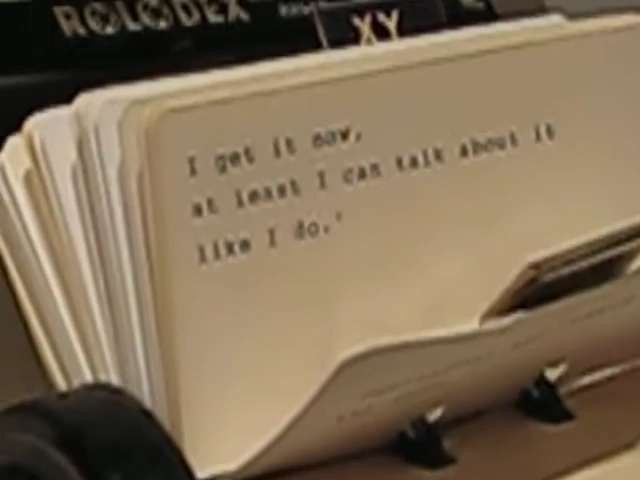 ROLODEX
XY
I get it now,
at least I can talk about it
like I do.'